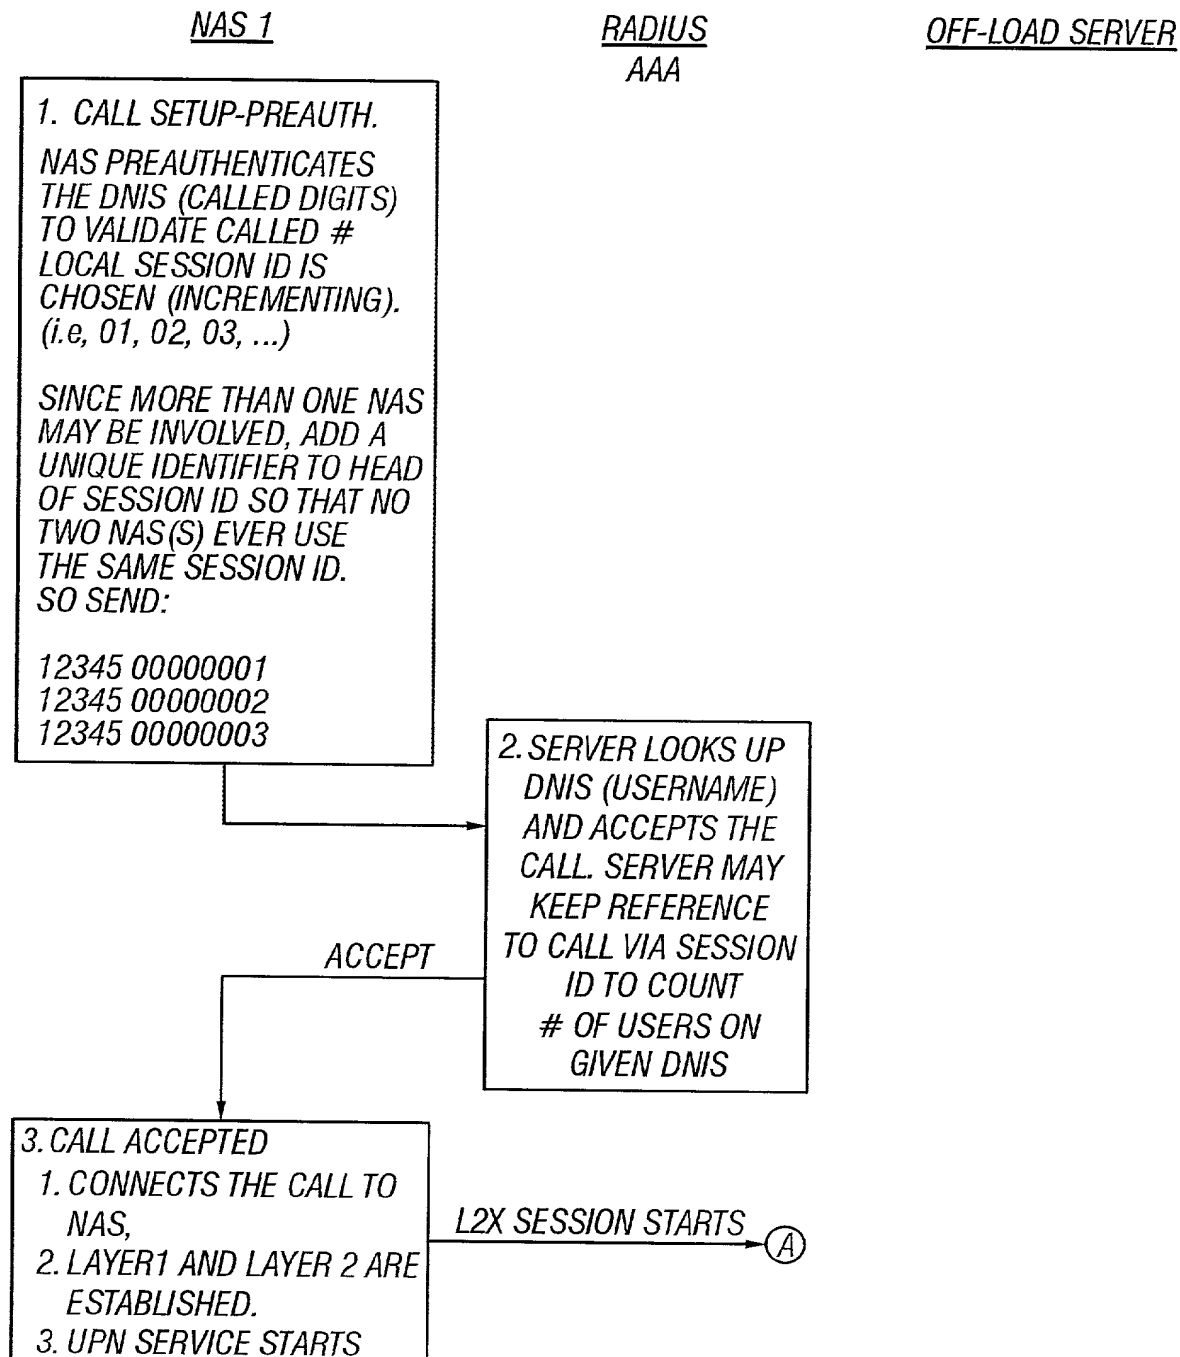 NAS 1
RADIUS
AAA
OFF-LOAD SERVER
1. CALL SETUP-PREAUTH.
NAS PREAUTHENTICATES
THE DNIS (CALLED DIGITS)
TO VALIDATE CALLED #
LOCAL SESSION ID IS
CHOSEN (INCREMENTING).
(i.e, 01, 02, 03, ...)
SINCE MORE THAN ONE NAS
MAY BE INVOLVED, ADD A
UNIQUE IDENTIFIER TO HEAD
OF SESSION ID SO THAT NO
TWO NAS(S) EVER USE
THE SAME SESSION ID.
SO SEND:
12345 00000001
12345 00000002
12345 00000003
2. SERVER LOOKS UP
DNIS (USERNAME)
AND ACCEPTS THE
CALL. SERVER MAY
KEEP REFERENCE
TO CALL VIA SESSION
ID TO COUNT
# OF USERS ON
GIVEN DNIS
ACCEPT
3. CALL ACCEPTED
1. CONNECTS THE CALL TO
NAS,
2. LAYER1 AND LAYER 2 ARE
ESTABLISHED.
3. UPN SERVICE STARTS
L2X SESSION STARTS
A